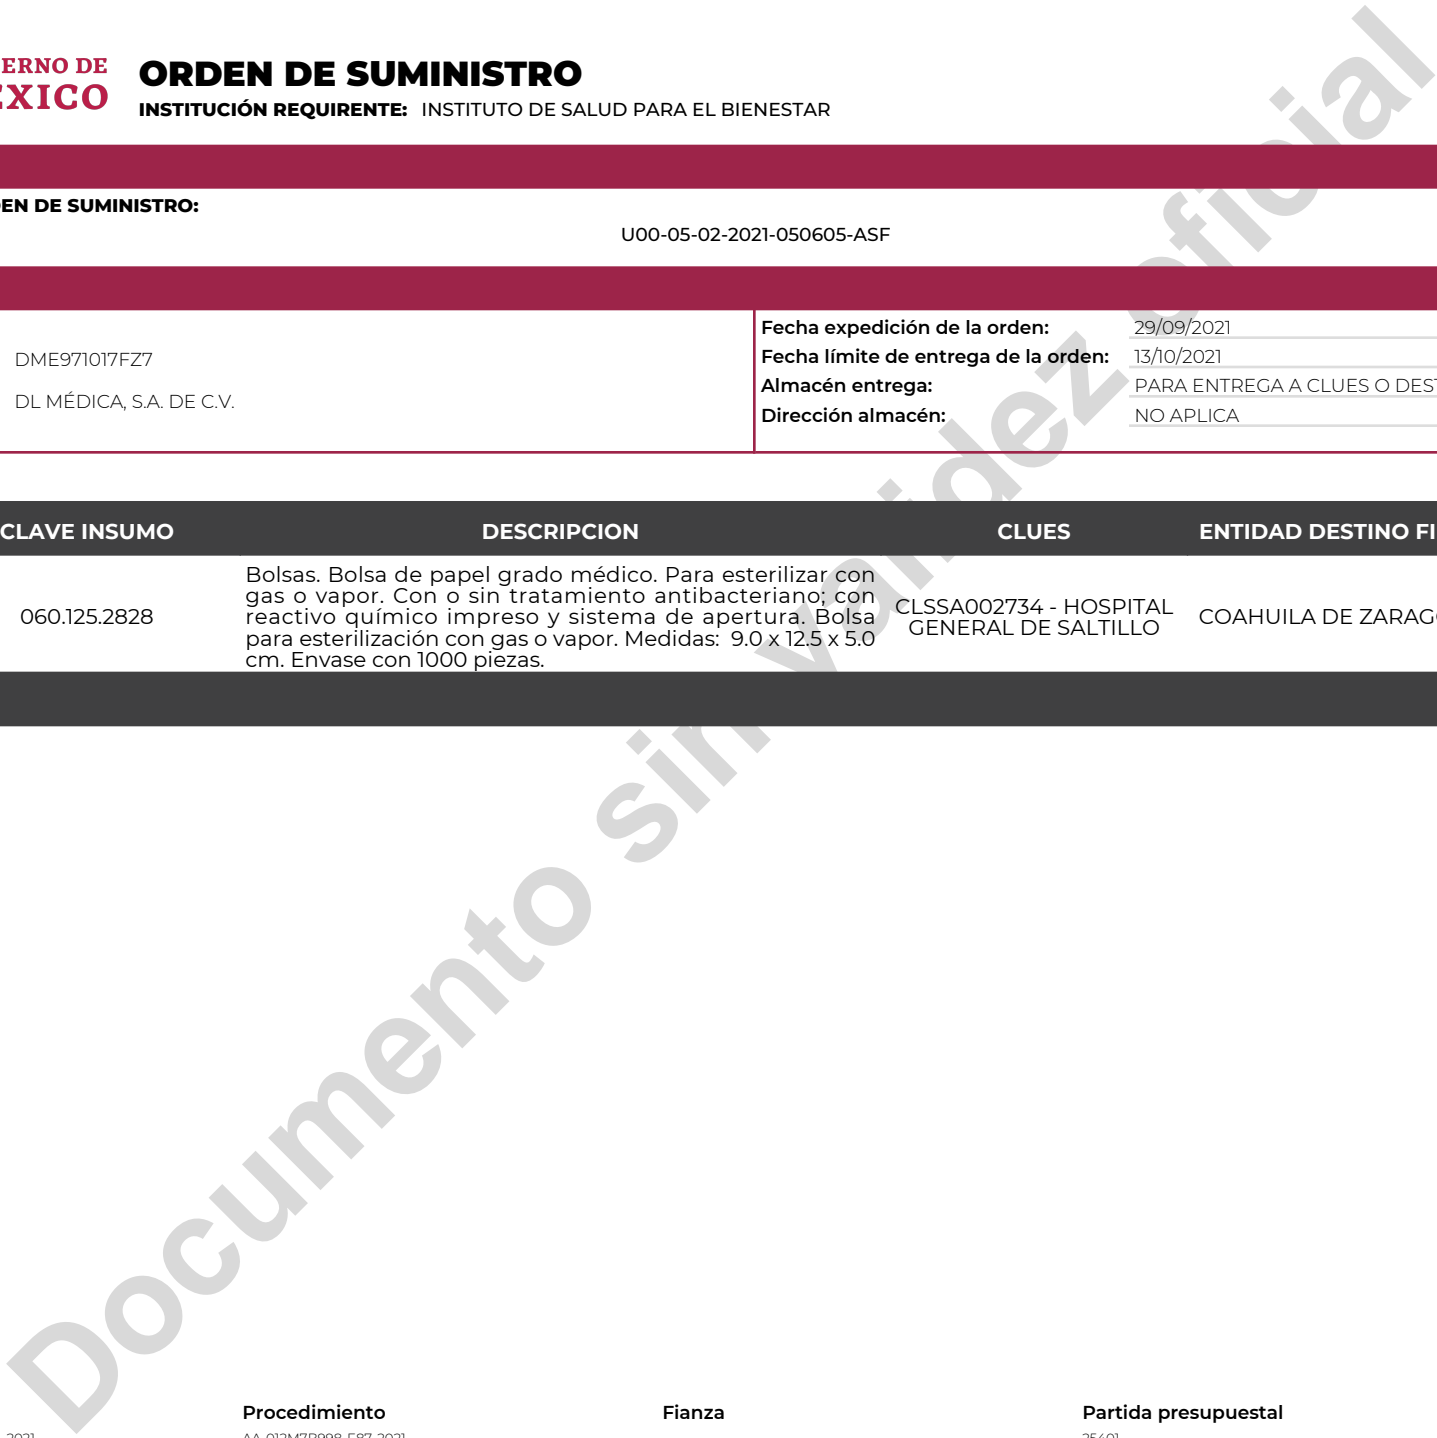 ERNO DE
EXICO
ORDEN DE SUMINISTRO
INSTITUCIÓN REQUIRENTE: INSTITUTO DE SALUD PARA EL BIENESTAR
EN DE SUMINISTRO:
U00-05-02-2021-050605-ASF
DME971017FZ7
DL MÉDICA, S.A. DE C.V.
Fecha expedición de la orden: 29/09/2021
Fecha límite de entrega de la orden: 13/10/2021
Almacén entrega: PARA ENTREGA A CLUES O DEST
Dirección almacén: NO APLICA
CLAVE INSUMO DESCRIPCION CLUES ENTIDAD DESTINO FI
060.125.2828
Bolsas. Bolsa de papel grado médico. Para esterilizar con
gas o vapor. Con o sin tratamiento antibacteriano; con
reactivo químico impreso y sistema de apertura. Bolsa
para esterilización con gas o vapor. Medidas: 9.0 x 12.5 x 5.0
cm. Envase con 1000 piezas.
CLSSA002734 - HOSPITAL
GENERAL DE SALTILLO
COAHUILA DE ZARAG
Documento sin validez oficial
Procedimiento Fianza Partida presupuestal